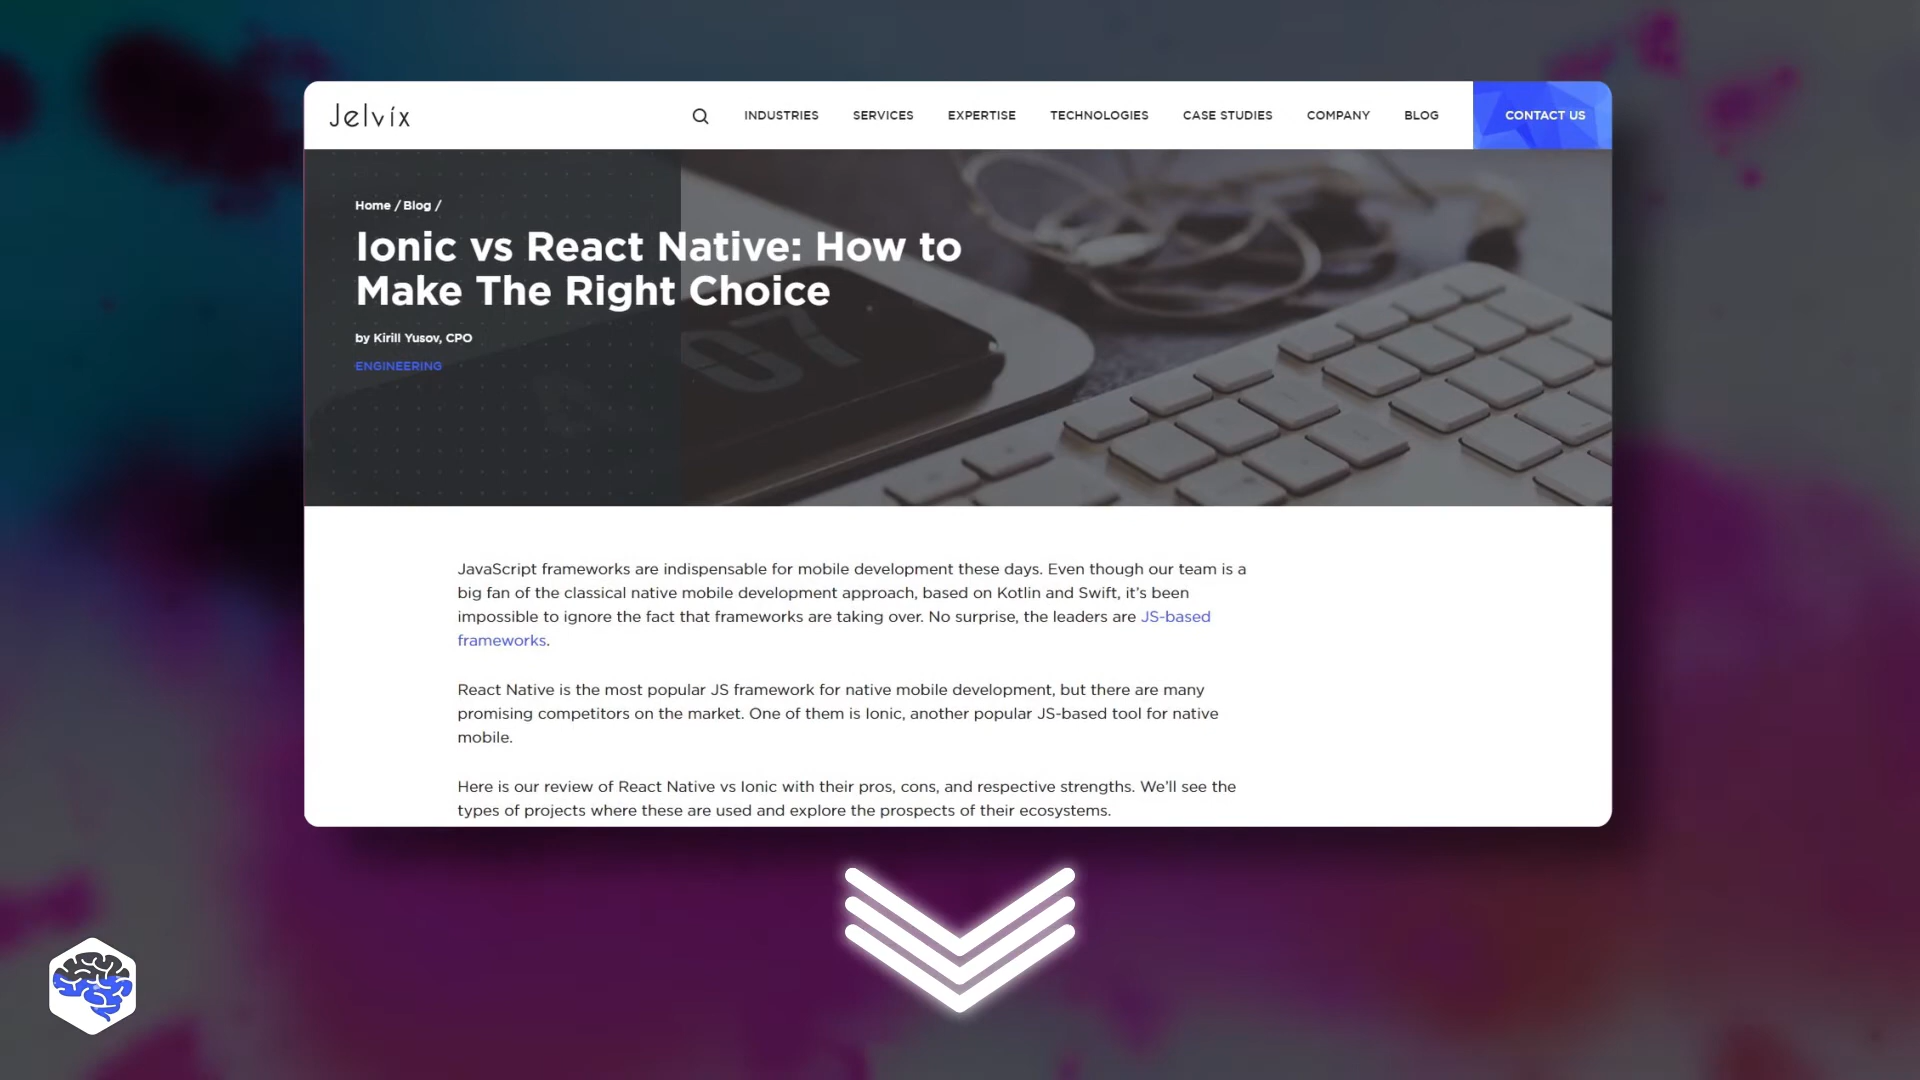 Jelvix
INDUSTRIES SERVICES EXPERTISE TECHNOLOGIES CASE STUDIES COMPANY BLOG CONTACT US
Home / Blog /
Ionic vs React Native: How to
Make The Right Choice
by Kirill Yusov, CPO
ENGINEERING
07
JavaScript frameworks are indispensable for mobile development these days. Even though our team is a
big fan of the classical native mobile development approach, based on Kotlin and Swift, it's been
impossible to ignore the fact that frameworks are taking over. No surprise, the leaders are JS-based
frameworks.
React Native is the most popular JS framework for native mobile development, but there are many
promising competitors on the market. One of them is Ionic, another popular JS-based tool for native
mobile.
Here is our review of React Native vs Ionic with their pros, cons, and respective strengths. We'll see the
types of projects where these are used and explore the prospects of their ecosystems.